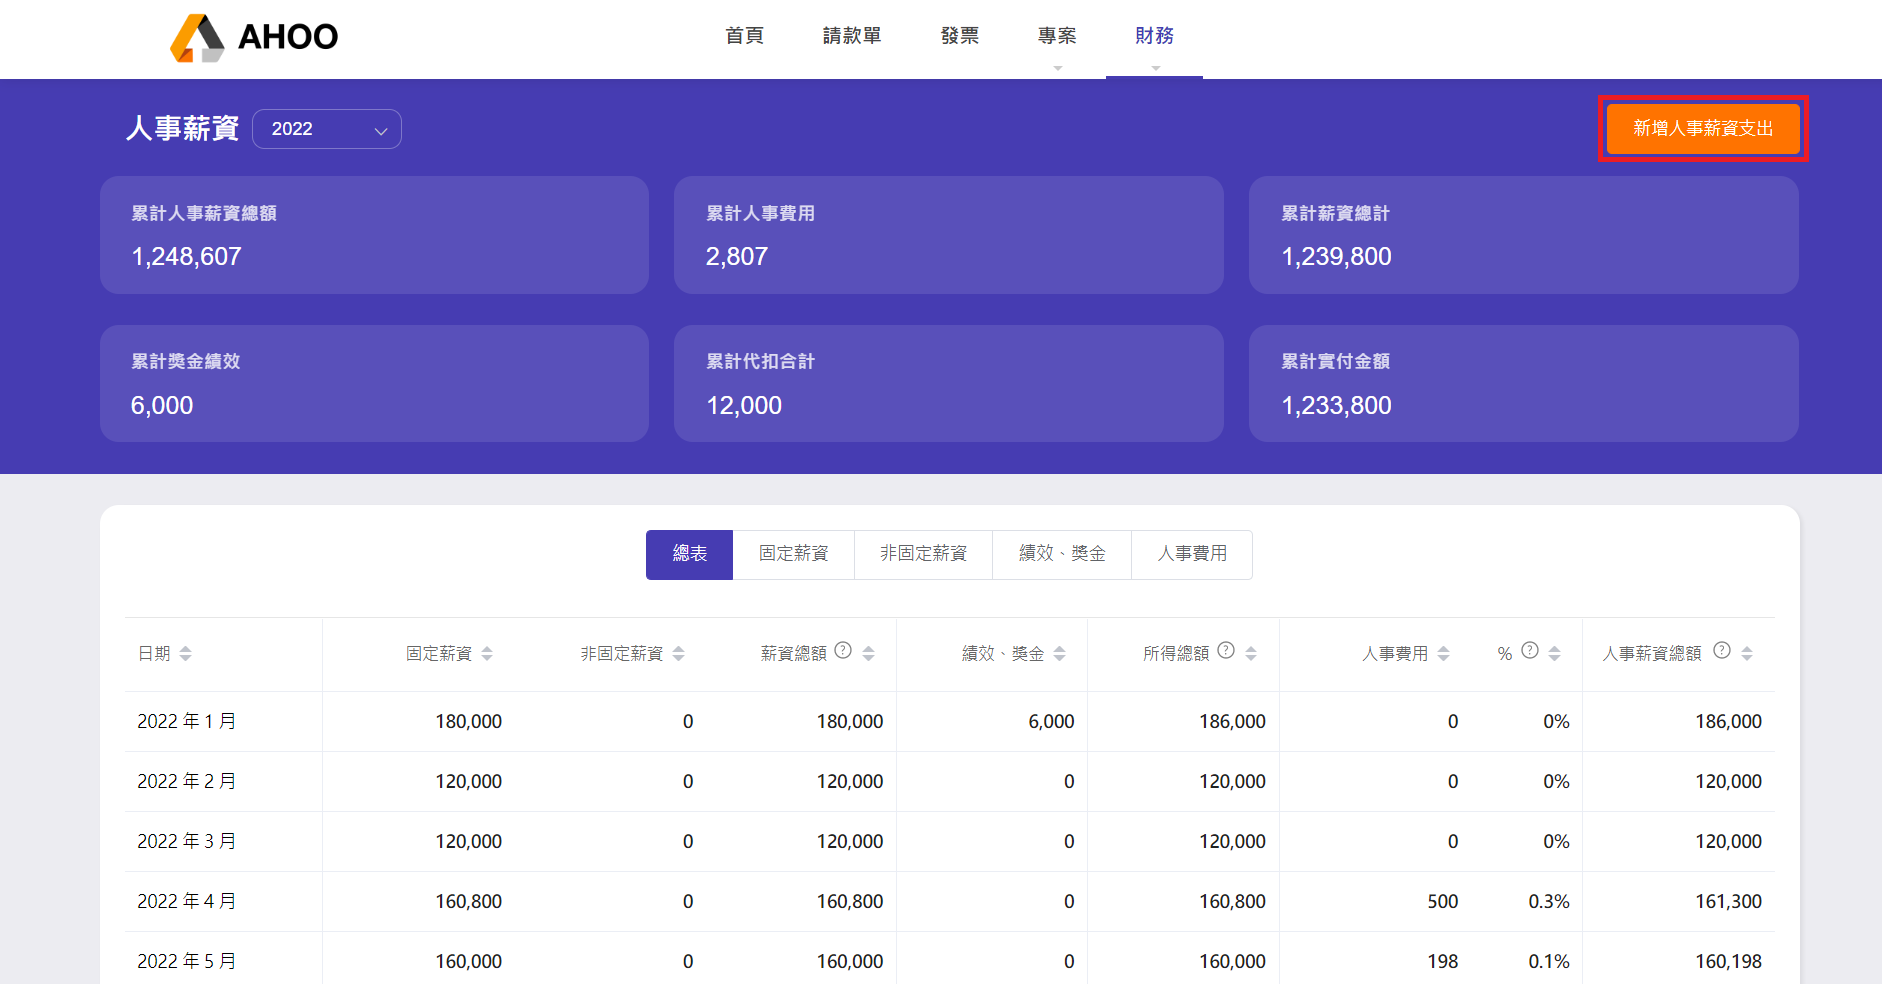 AHOO
首頁 請款單 發票 專案 財務
人事薪資 2022 新增人事薪資支出
累計人事薪資總額 累計人事費用 累計薪資總計
1,248,607 2,807 1,239,800
累計獎金績效 累計代扣合計 累計實付金額
6,000 12,000 1,233,800
總表 固定薪資 非固定薪資 績效、獎金 人事費用
日期 固定薪資 非固定薪資 薪資總額 ? 績效、獎金 所得總額 ? 人事費用 % ? 人事薪資總額 ?
2022 年 1 月 180,000 0 180,000 6,000 186,000 0 0% 186,000
2022 年 2 月 120,000 0 120,000 0 120,000 0 0% 120,000
2022 年 3 月 120,000 0 120,000 0 120,000 0 0% 120,000
2022 年 4 月 160,800 0 160,800 0 160,800 500 0.3% 161,300
2022 年 5 月 160,000 0 160,000 0 160,000 198 0.1% 160,198